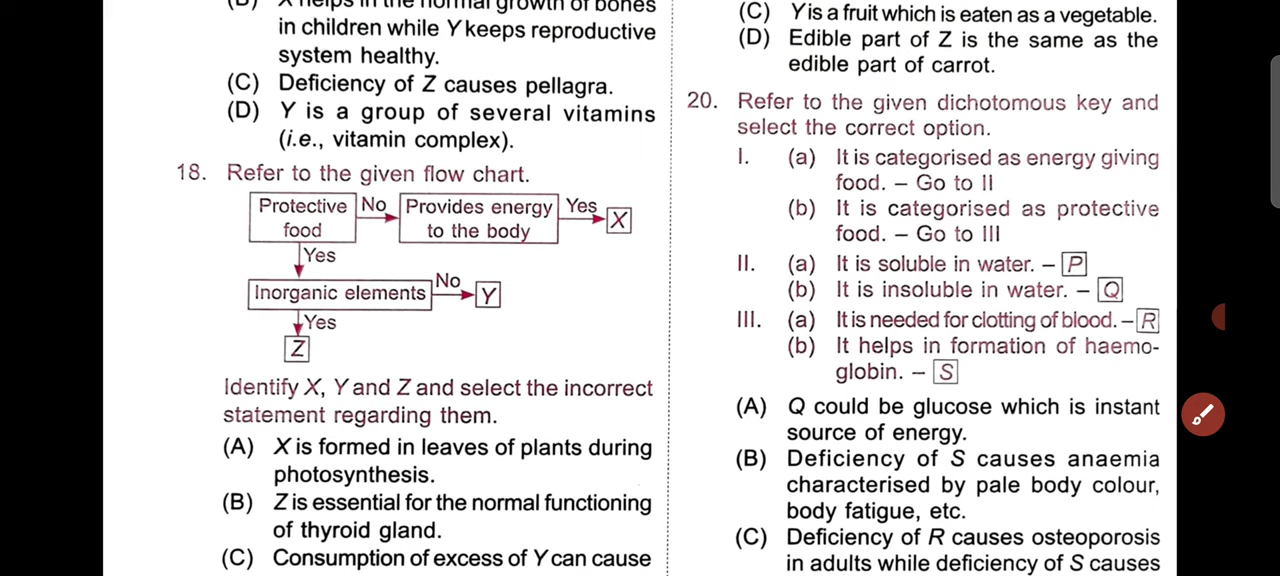 (B) X helps in the normal growth of bones
in children while Y keeps reproductive
system healthy.
(C) Deficiency of Z causes pellagra.
(D) Y is a group of several vitamins
(i.e., vitamin complex).
18. Refer to the given flow chart.
Protective food
No
Provides energy to the body
Yes
X
Yes
Inorganic elements
No
Y
Yes
Z
Identify X, Y and Z and select the incorrect
statement regarding them.
(A) X is formed in leaves of plants during
photosynthesis.
(B) Z is essential for the normal functioning
of thyroid gland.
(C) Consumption of excess of Y can cause
(C) Y is a fruit which is eaten as a vegetable.
(D) Edible part of Z is the same as the
edible part of carrot.
20. Refer to the given dichotomous key and
select the correct option.
I. (a) It is categorised as energy giving
food. – Go to II
(b) It is categorised as protective
food. – Go to III
II. (a) It is soluble in water. – P
(b) It is insoluble in water. – Q
III. (a) It is needed for clotting of blood. – R
(b) It helps in formation of haemo-
globin. – S
(A) Q could be glucose which is instant
source of energy.
(B) Deficiency of S causes anaemia
characterised by pale body colour,
body fatigue, etc.
(C) Deficiency of R causes osteoporosis
in adults while deficiency of S causes